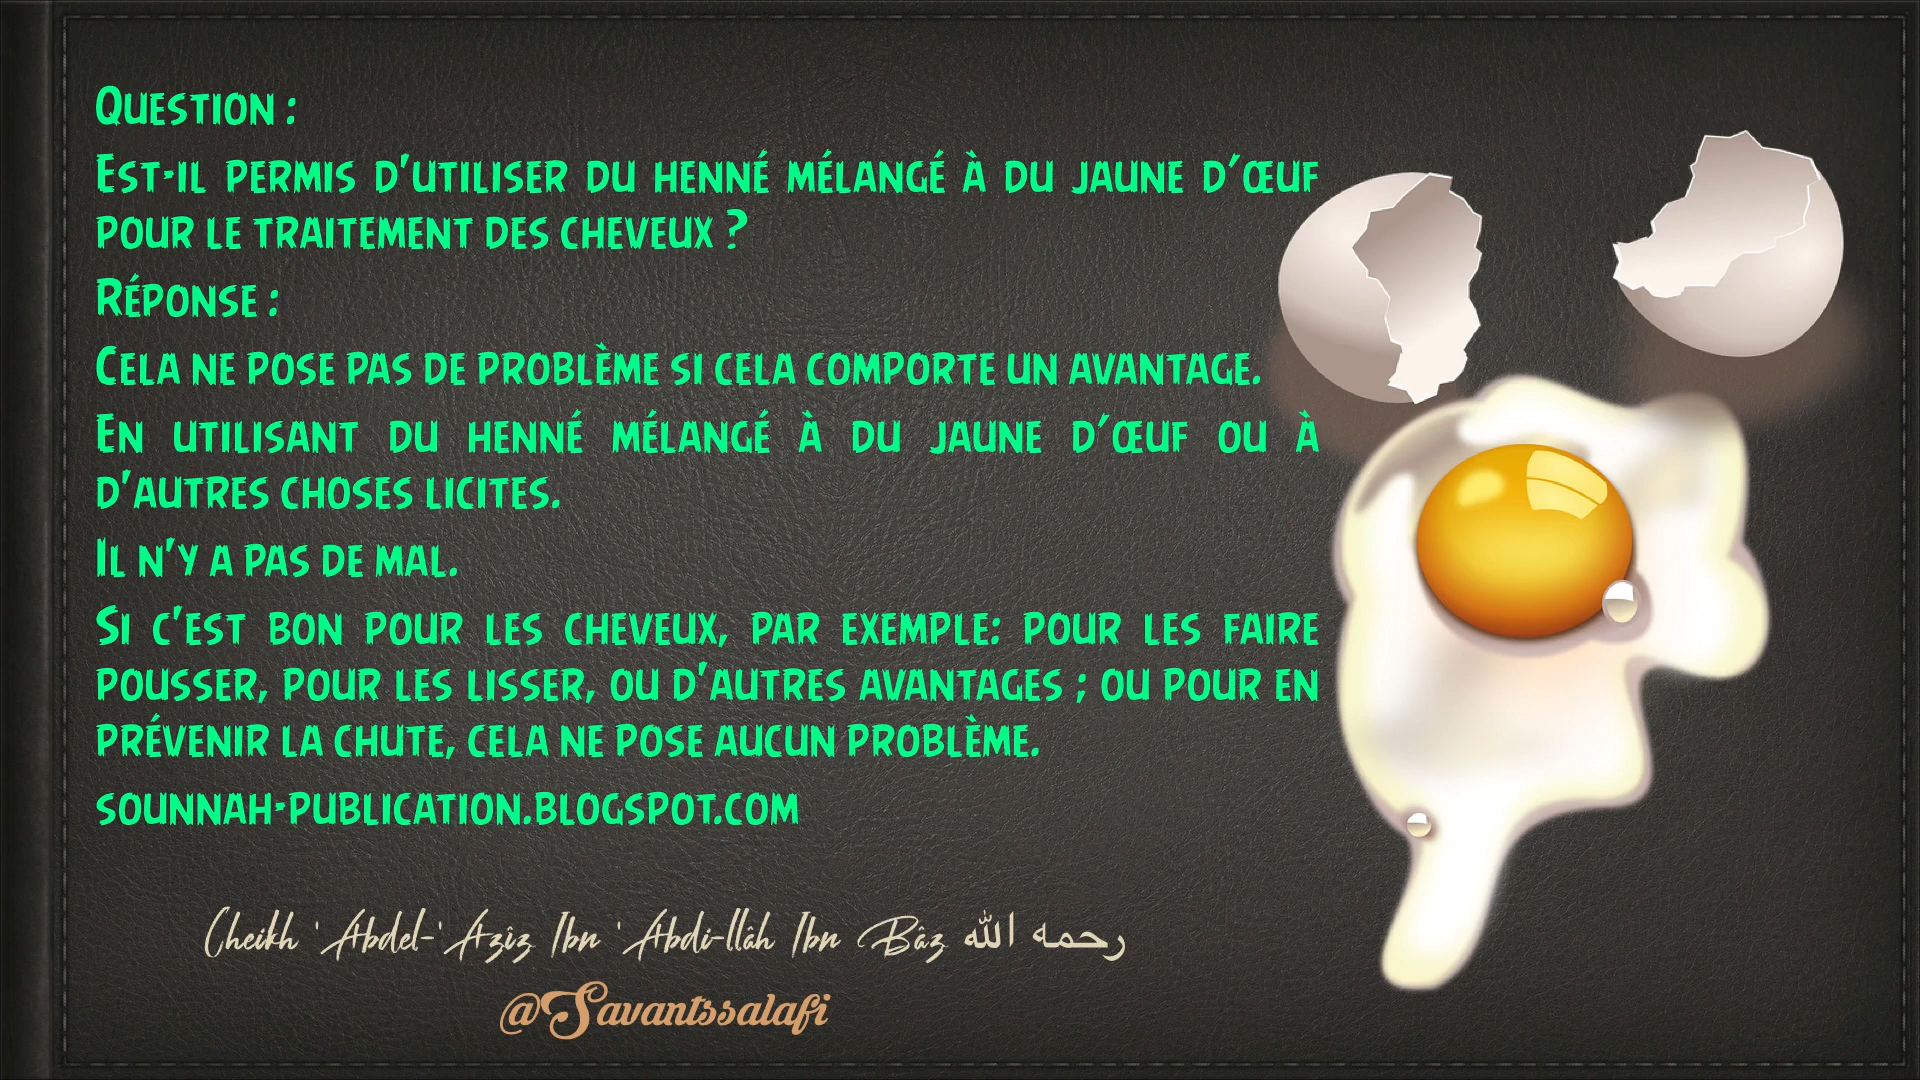 Question :
Est-il permis d'utiliser du henné mélangé à du jaune d'œuf
pour le traitement des cheveux ?
Réponse :
Cela ne pose pas de problème si cela comporte un avantage.
En utilisant du henné mélangé à du jaune d'œuf ou à
d'autres choses licites.
Il n'y a pas de mal.
Si c'est bon pour les cheveux, par exemple: pour les faire
pousser, pour les lisser, ou d'autres avantages ; ou pour en
prévenir la chute, cela ne pose aucun problème.
sounnah-publication.blogspot.com
Cheikh 'Abdel-'Azîz Ibn 'Abdi-llâh Ibn Bâz رحمه الله
@Savantssalafi